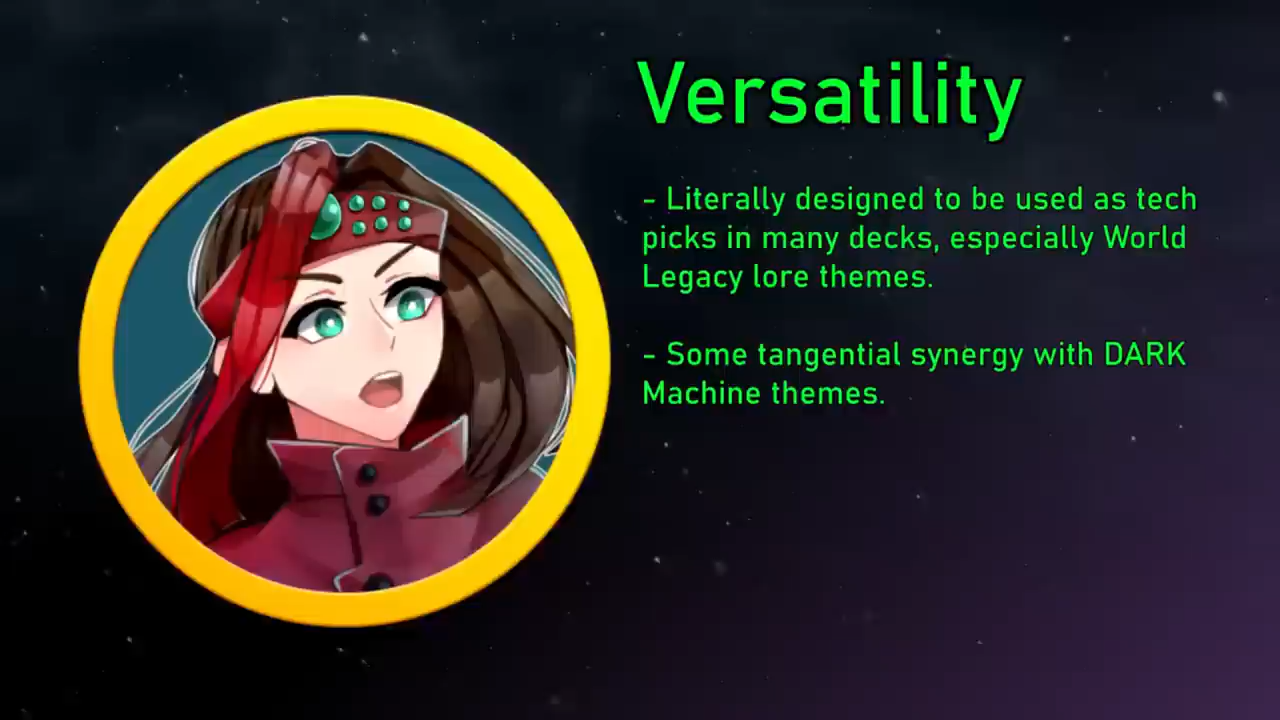 Versatility
- Literally designed to be used as tech
picks in many decks, especially World
Legacy lore themes.
- Some tangential synergy with DARK
Machine themes.